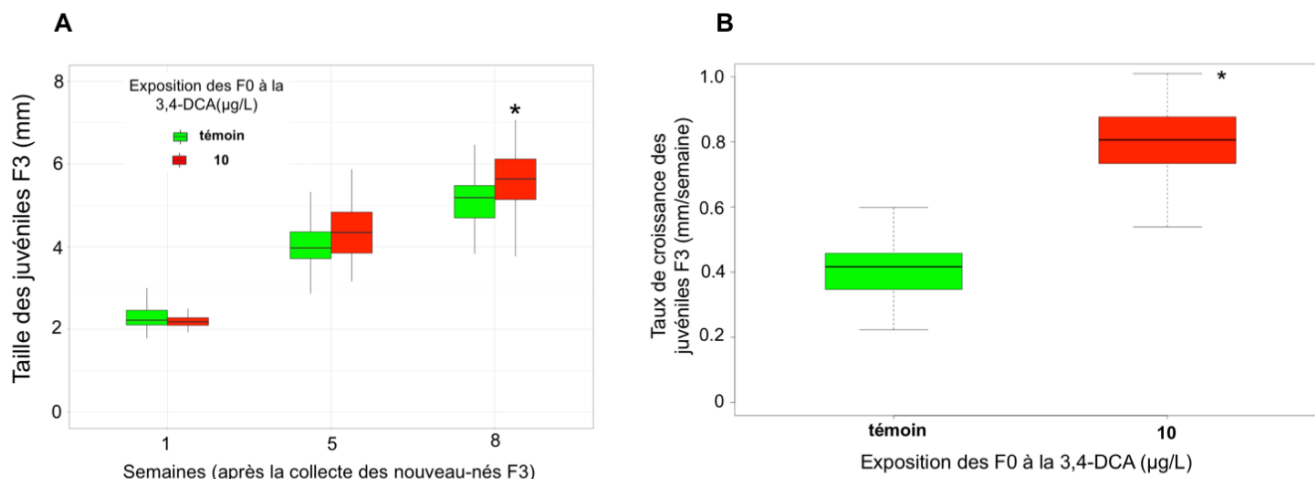 A
Exposition des F0 à la
3,4-DCA(µg/L)
témoin
10
*
Taille des juvéniles F3 (mm)
8
6
4
2
0
1
5
8
Semaines (après la collecte des nouveau-nés F3)
B
*
Taux de croissance des
juvéniles F3 (mm/semaine)
1.0
0.8
0.6
0.4
0.2
0
témoin
10
Exposition des F0 à la 3,4-DCA (µg/L)